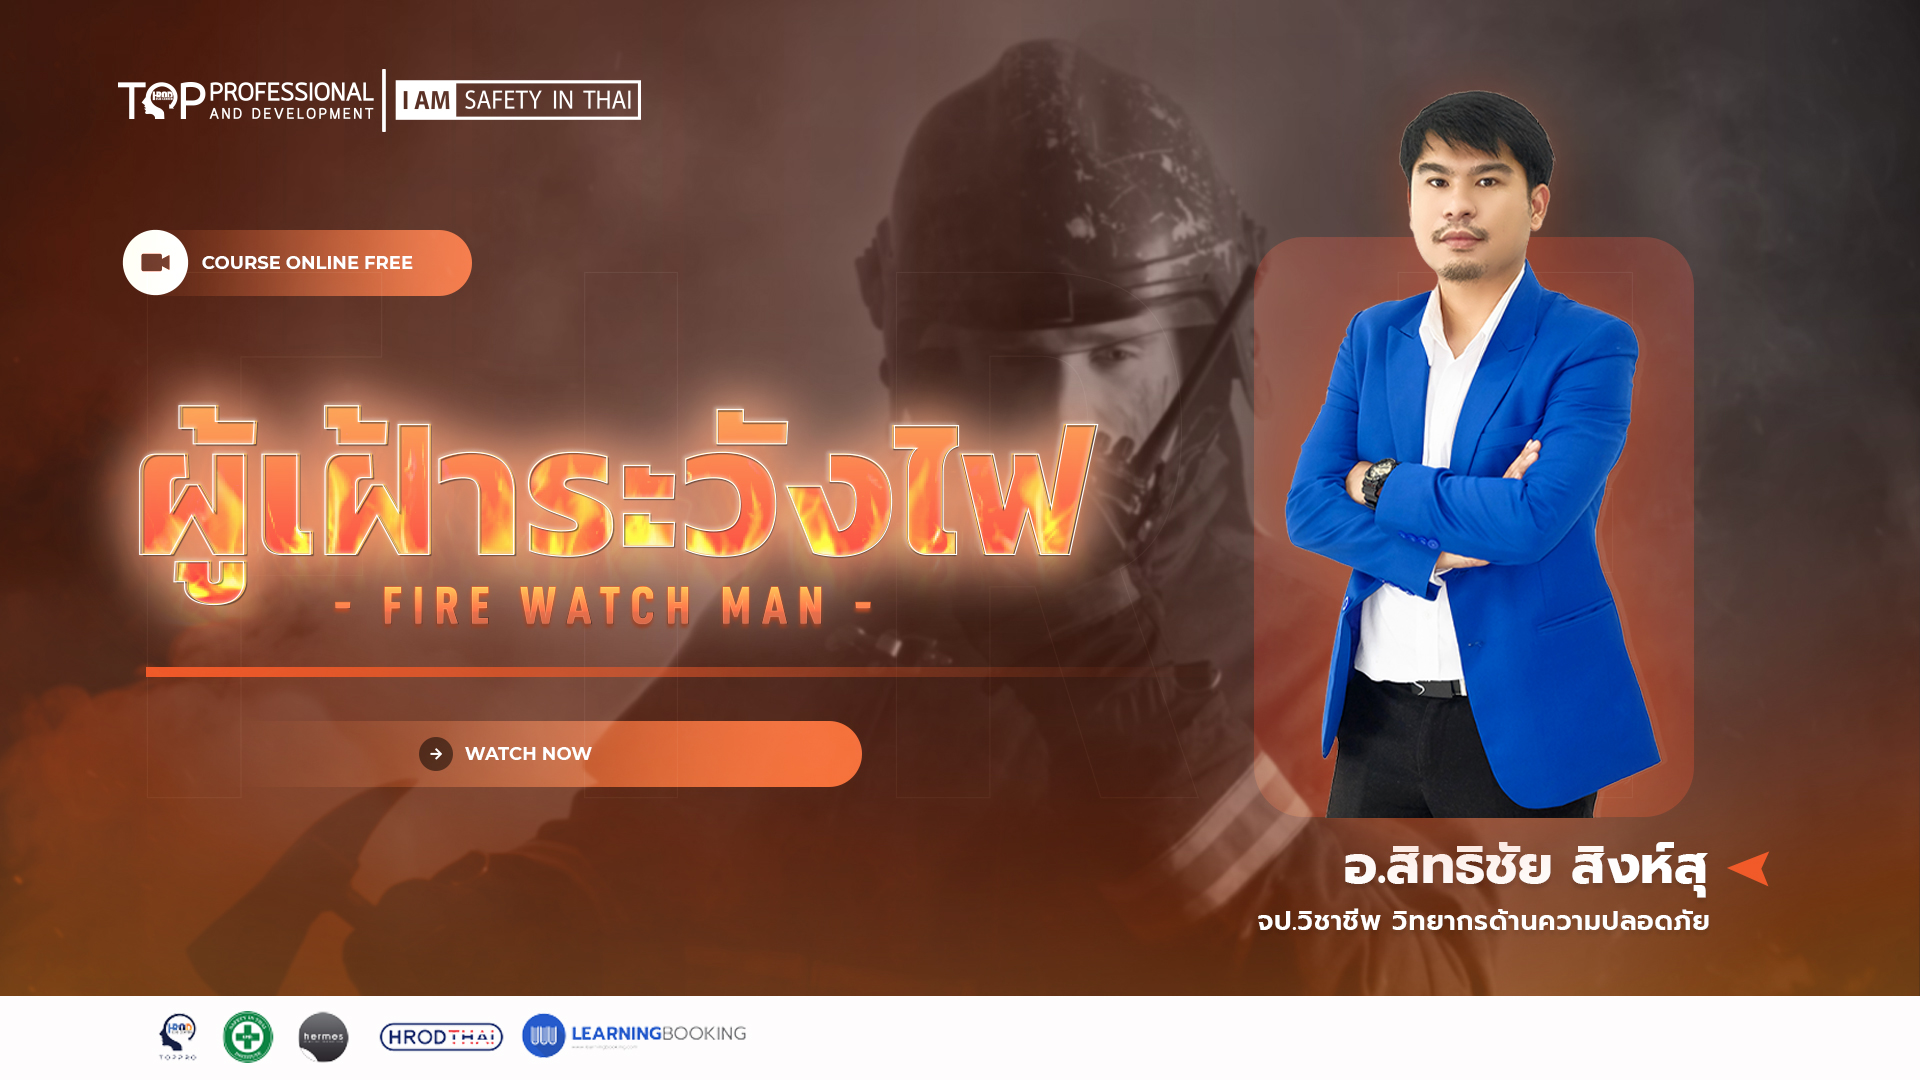 TOP PROFESSIONAL
AND DEVELOPMENT
I AM SAFETY IN THAI
COURSE ONLINE FREE
ผู้เฝ้าระวังไฟ
- FIRE WATCH MAN -
WATCH NOW
อ.สิทธิชัย สิงห์สุ
จป.วิชาชีพ วิทยากรด้านความปลอดภัย
TOPPRO
SAFETY IN THAI
hermes
HRODTHAI
LEARNINGBOOKING